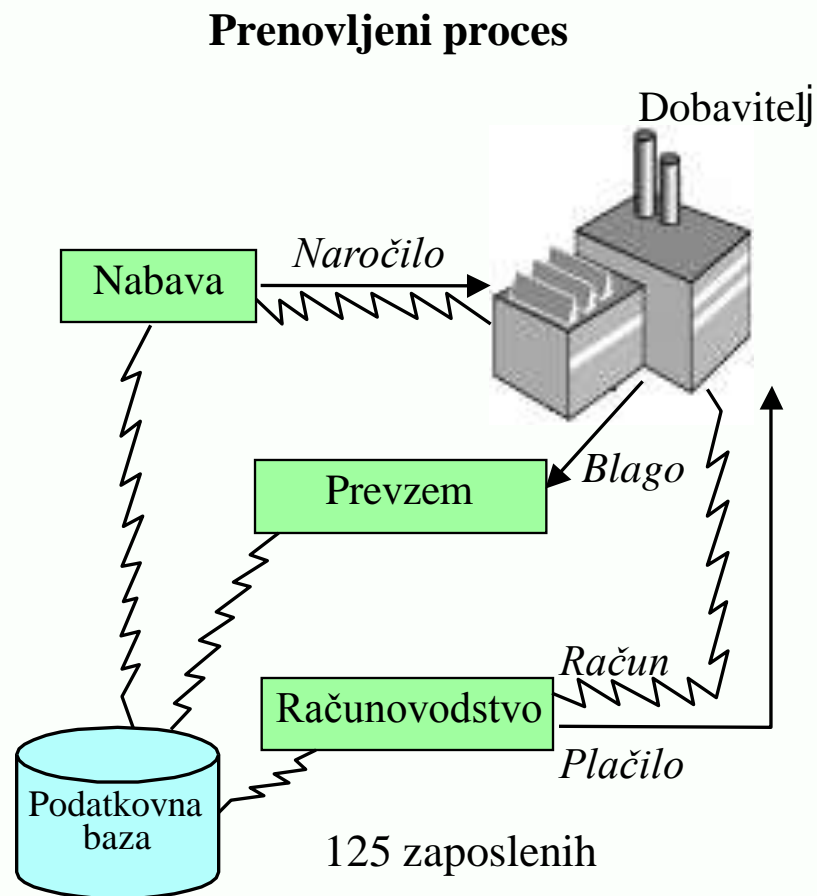 Prenovljeni proces
Dobavitelj
Naročilo
Nabava
Blago
Prevzem
Račun
Računovodstvo
Plačilo
Podatkovna
baza
125 zaposlenih